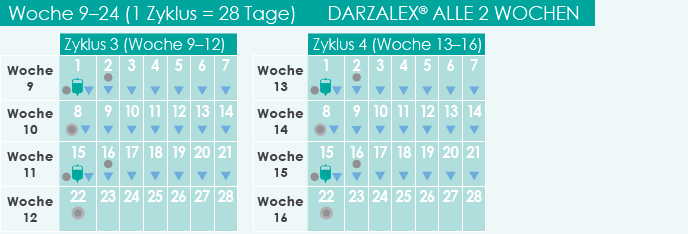 Woche 9–24 (1 Zyklus = 28 Tage) DARZALEX® ALLE 2 WOCHEN
Zyklus 3 (Woche 9–12)
Woche 9 1 2 3 4 5 6 7
Woche 10 8 9 10 11 12 13 14
Woche 11 15 16 17 18 19 20 21
Woche 12 22 23 24 25 26 27 28
Zyklus 4 (Woche 13–16)
Woche 13 1 2 3 4 5 6 7
Woche 14 8 9 10 11 12 13 14
Woche 15 15 16 17 18 19 20 21
Woche 16 22 23 24 25 26 27 28